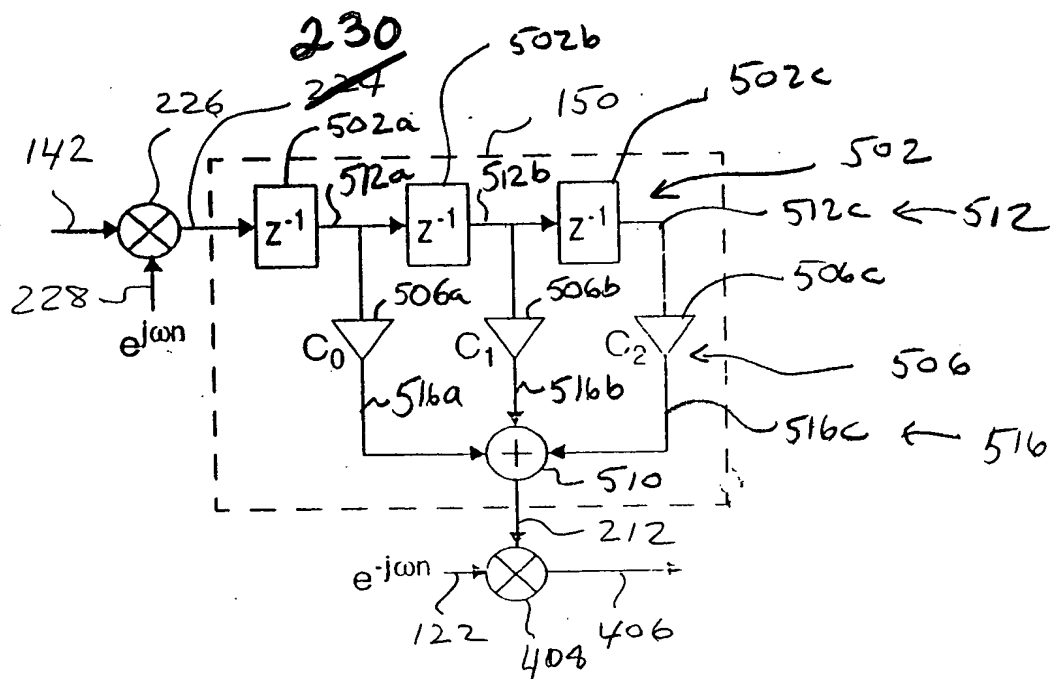 230
224
502b
502c
226
150
502a
142
512a
512b
502
z⁻¹
z⁻¹
z⁻¹
512c
512
228
506a
506b
506c
e^jωn
C₀
C₁
C₂
506
516a
516b
516c
516
+
510
212
e^-jωn
122
406
408